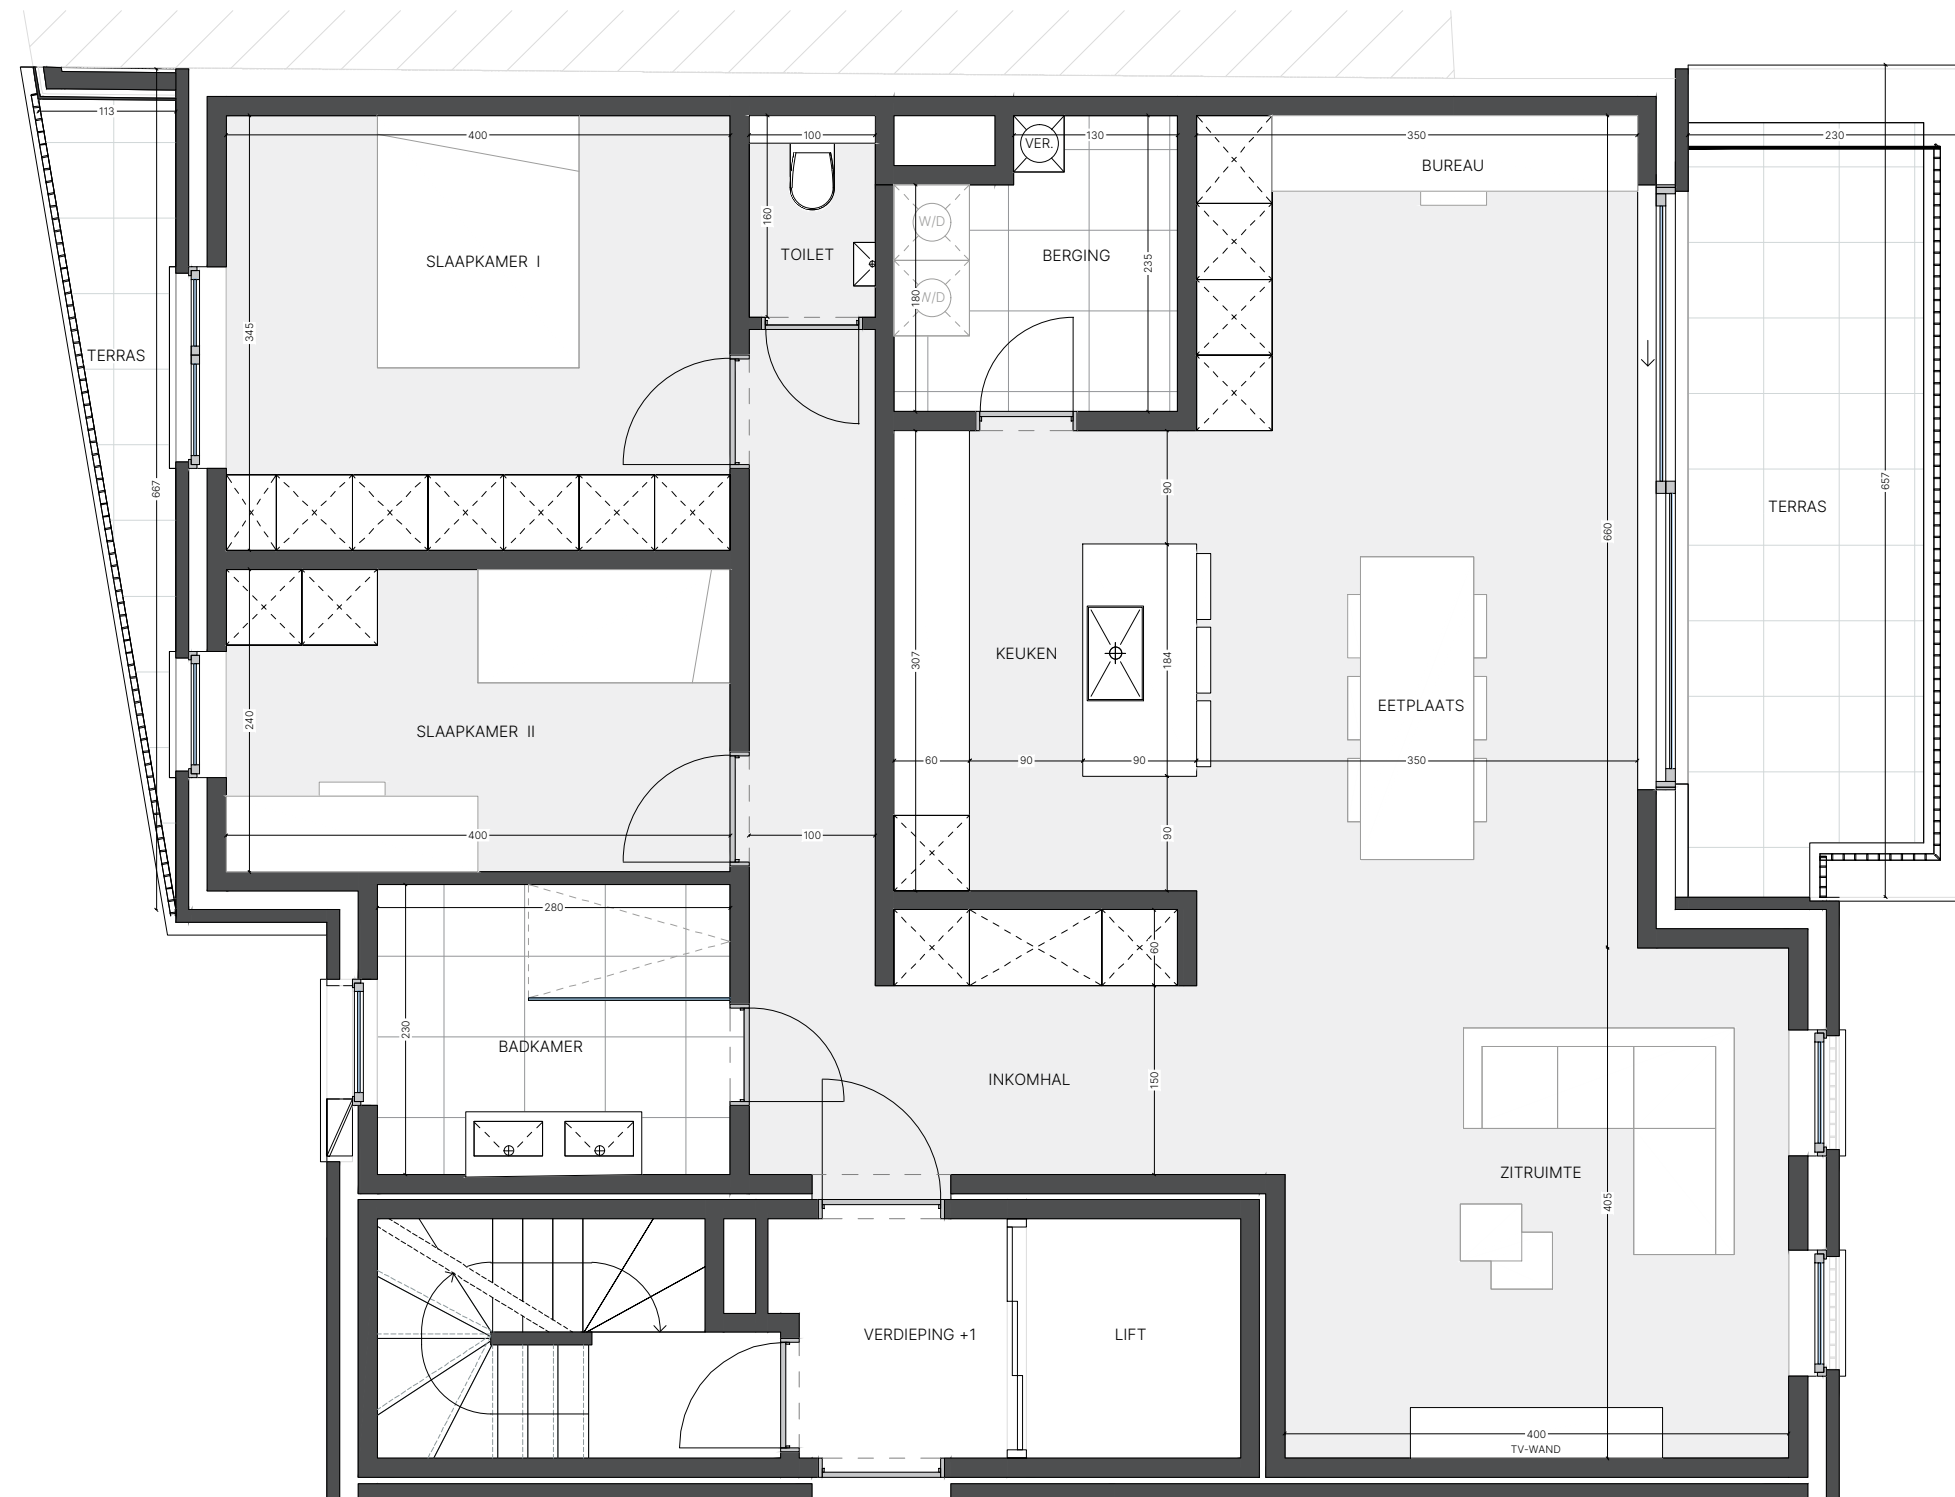 113
400
100
VER.
130
350
230
BUREAU
160
W/D
TOILET
BERGING
235
SLAAPKAMER I
180
W/D
345
TERRAS
667
90
657
TERRAS
660
307
KEUKEN
184
EETPLAATS
240
SLAAPKAMER II
60
90
90
350
400
100
90
280
60
230
BADKAMER
INKOMHAL
150
ZITRUIMTE
405
VERDIEPING +1
LIFT
400
TV-WAND